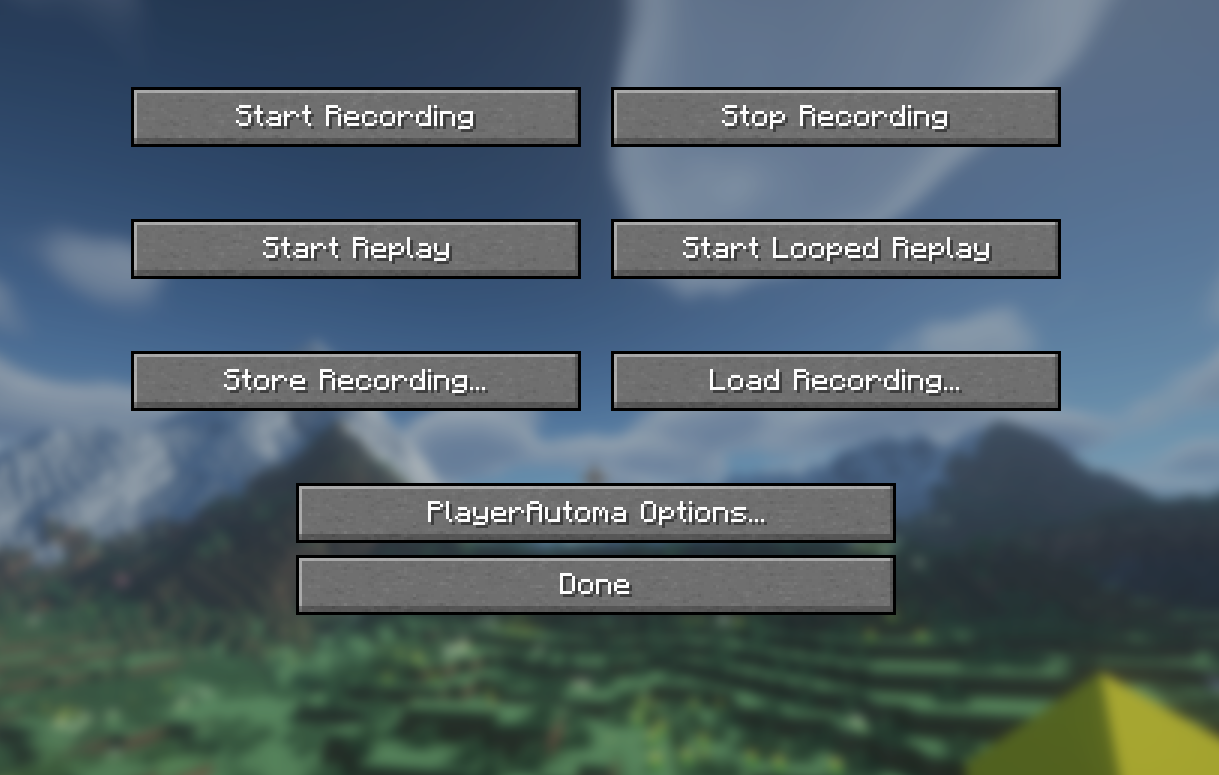 Start Recording
Stop Recording
Start Replay
Start Looped Replay
Store Recording...
Load Recording...
PlayerAutoma Options...
Done